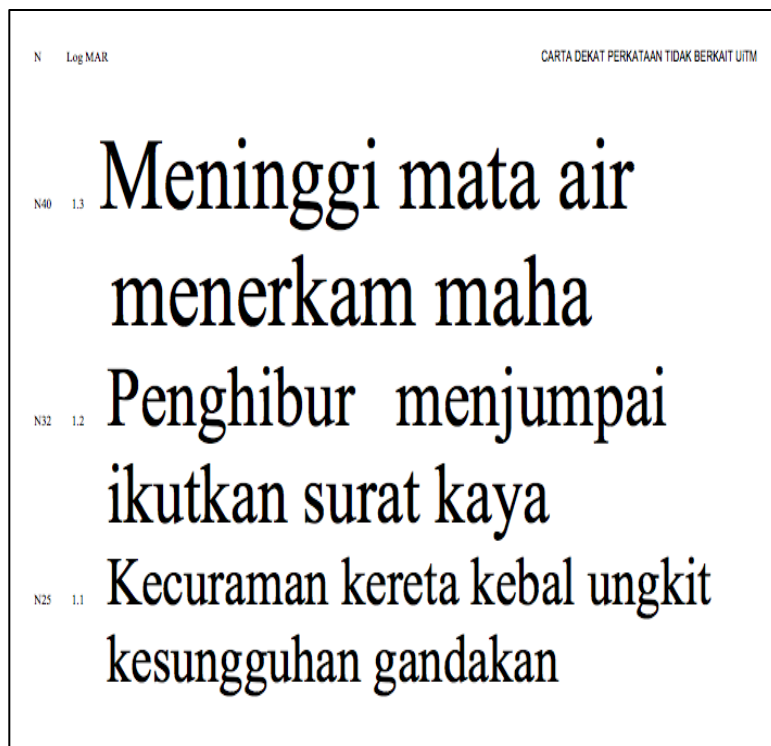 N Log MAR CARTA DEKAT PERKATAAN TIDAK BERKAIT UiTM
N40 1.3 Meninggi mata air
menerkam maha
N32 1.2 Penghibur menjumpai
ikutkan surat kaya
N25 1.1 Kecuraman kereta kebal ungkit
kesungguhan gandakan